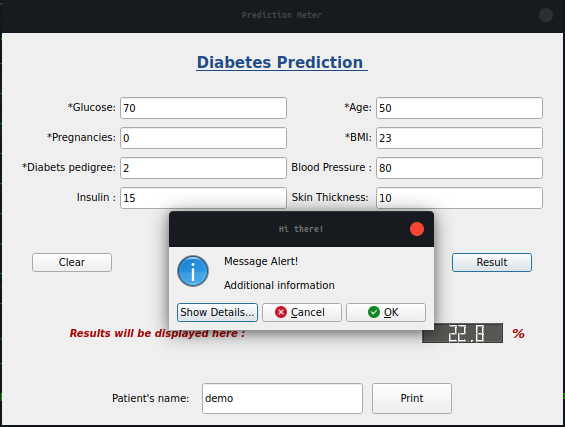 Prediction Meter
Diabetes Prediction
*Glucose: 70 *Age: 50
*Pregnancies: 0 *BMI: 23
*Diabets pedigree: 2 Blood Pressure : 80
Insulin : 15 Skin Thickness: 10
Hi there!
Clear Message Alert! Result
Additional information
Show Details... Cancel OK
Results will be displayed here : 22.8 %
Patient's name: demo Print